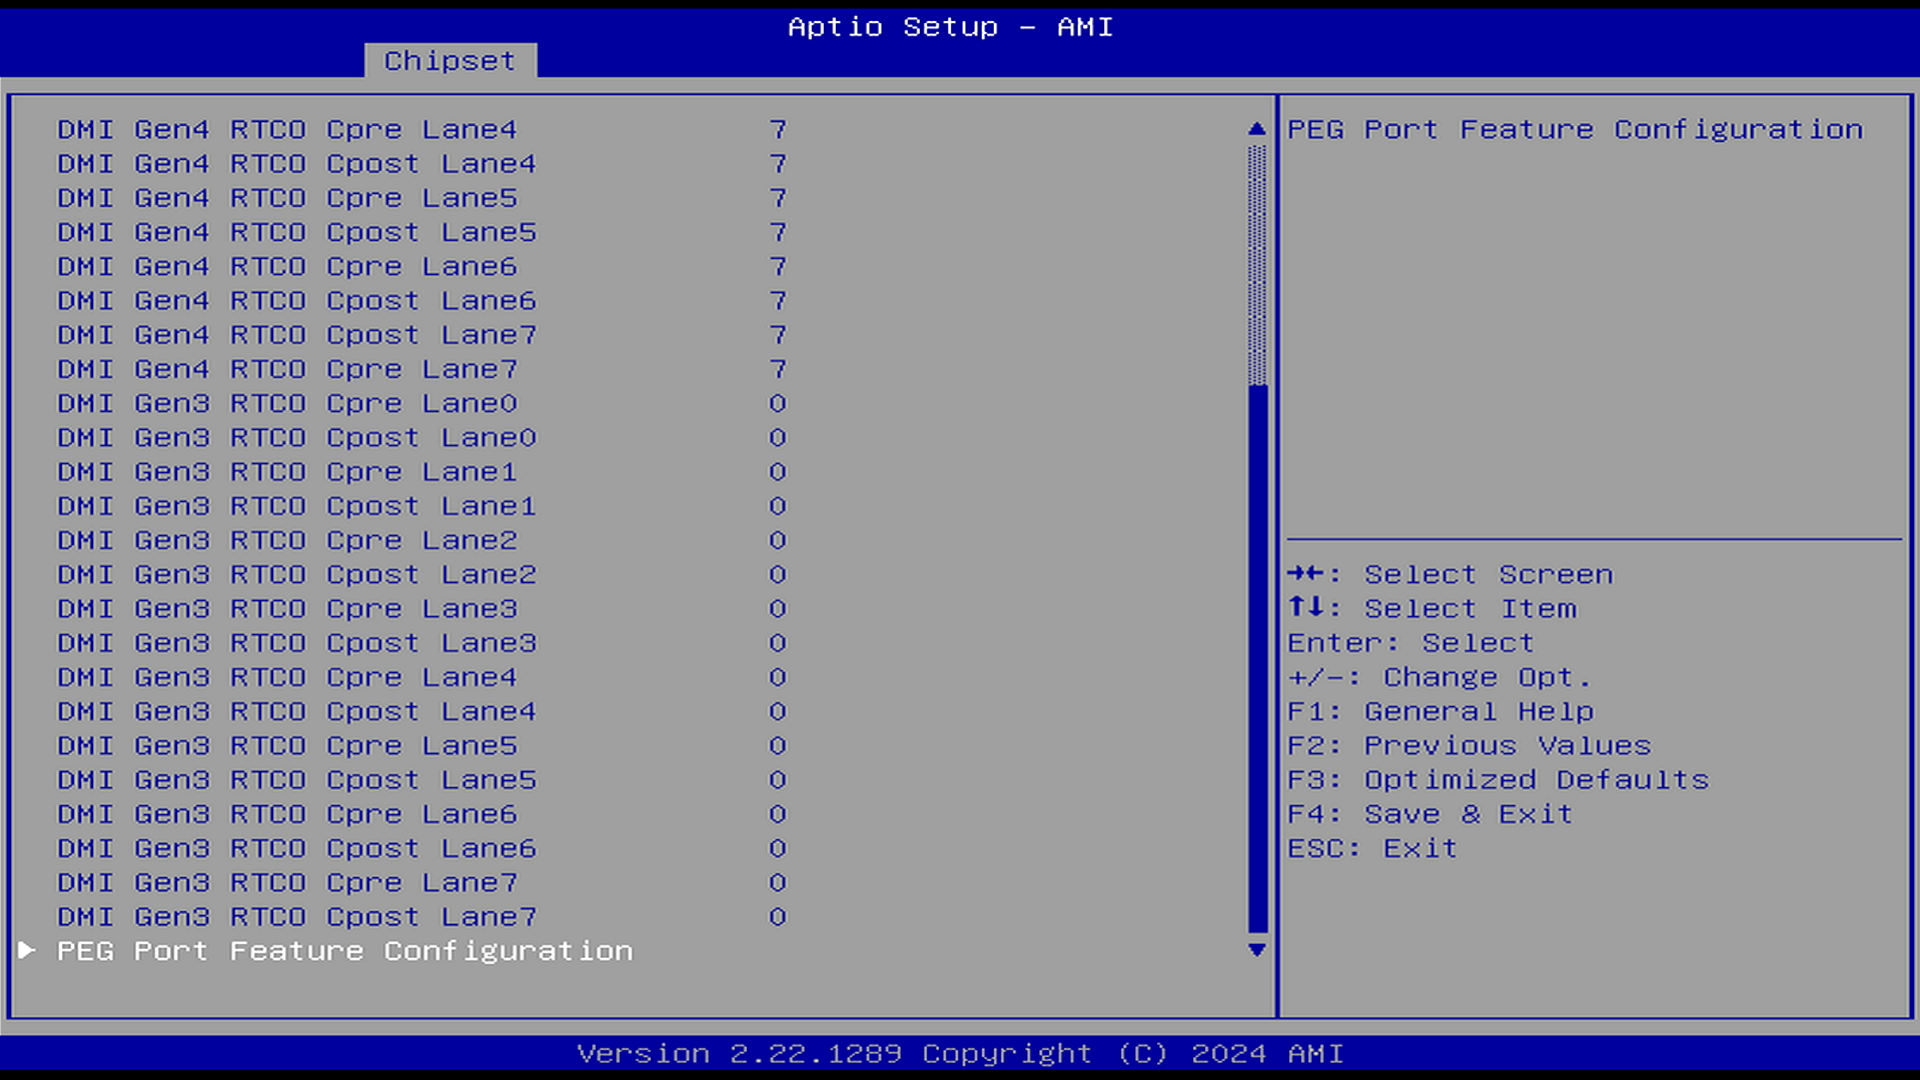 Aptio Setup - AMI
Chipset
DMI Gen4 RTCO Cpre Lane4 7
DMI Gen4 RTCO Cpost Lane4 7
DMI Gen4 RTCO Cpre Lane5 7
DMI Gen4 RTCO Cpost Lane5 7
DMI Gen4 RTCO Cpre Lane6 7
DMI Gen4 RTCO Cpost Lane6 7
DMI Gen4 RTCO Cpost Lane7 7
DMI Gen4 RTCO Cpre Lane7 7
DMI Gen3 RTCO Cpre Lane0 0
DMI Gen3 RTCO Cpost Lane0 0
DMI Gen3 RTCO Cpre Lane1 0
DMI Gen3 RTCO Cpost Lane1 0
DMI Gen3 RTCO Cpre Lane2 0
DMI Gen3 RTCO Cpost Lane2 0
DMI Gen3 RTCO Cpre Lane3 0
DMI Gen3 RTCO Cpost Lane3 0
DMI Gen3 RTCO Cpre Lane4 0
DMI Gen3 RTCO Cpost Lane4 0
DMI Gen3 RTCO Cpre Lane5 0
DMI Gen3 RTCO Cpost Lane5 0
DMI Gen3 RTCO Cpre Lane6 0
DMI Gen3 RTCO Cpost Lane6 0
DMI Gen3 RTCO Cpre Lane7 0
DMI Gen3 RTCO Cpost Lane7 0
► PEG Port Feature Configuration
PEG Port Feature Configuration
→←: Select Screen
↑↓: Select Item
Enter: Select
+/-: Change Opt.
F1: General Help
F2: Previous Values
F3: Optimized Defaults
F4: Save & Exit
ESC: Exit
Version 2.22.1289 Copyright (C) 2024 AMI